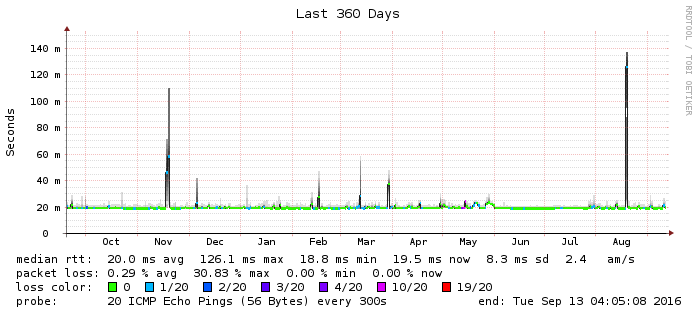 Last 360 Days
RRDTOOL / TOBI OETIKER
Seconds
140 m
120 m
100 m
80 m
60 m
40 m
20 m
0
Oct Nov Dec Jan Feb Mar Apr May Jun Jul Aug
median rtt: 20.0 ms avg 126.1 ms max 18.8 ms min 19.5 ms now 8.3 ms sd 2.4 am/s
packet loss: 0.29 % avg 30.83 % max 0.00 % min 0.00 % now
loss color: 0 1/20 2/20 3/20 4/20 10/20 19/20
probe: 20 ICMP Echo Pings (56 Bytes) every 300s end: Tue Sep 13 04:05:08 2016